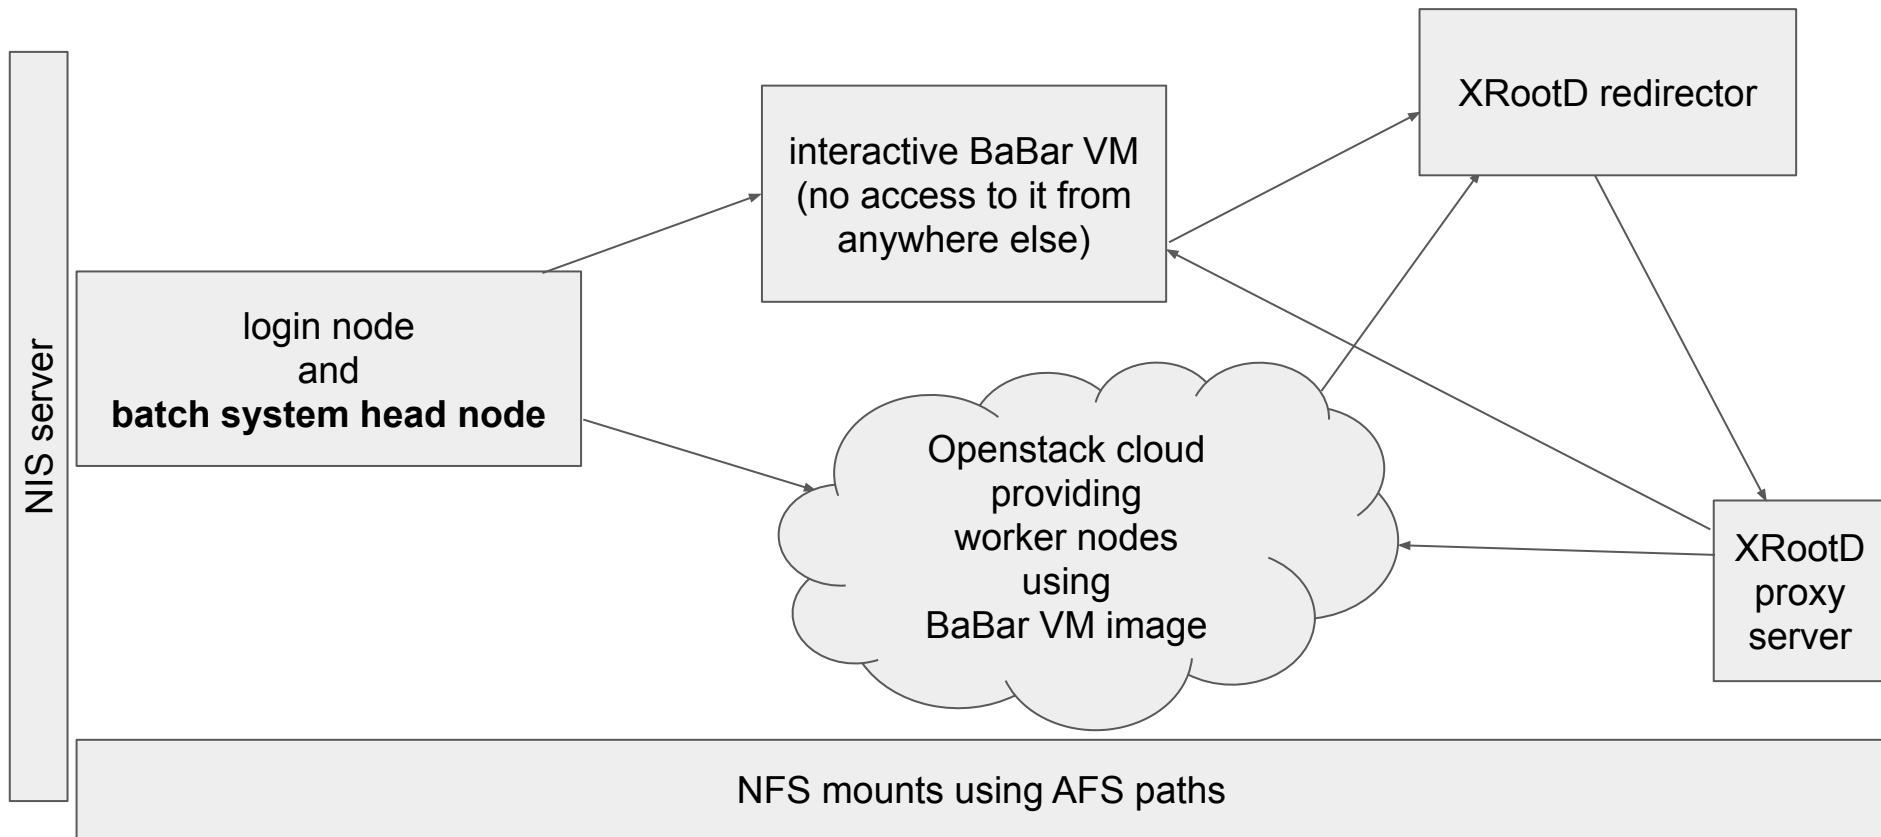 NIS server
login node
and
batch system head node
interactive BaBar VM
(no access to it from
anywhere else)
XRootD redirector
Openstack cloud
providing
worker nodes
using
BaBar VM image
XRootD
proxy
server
NFS mounts using AFS paths